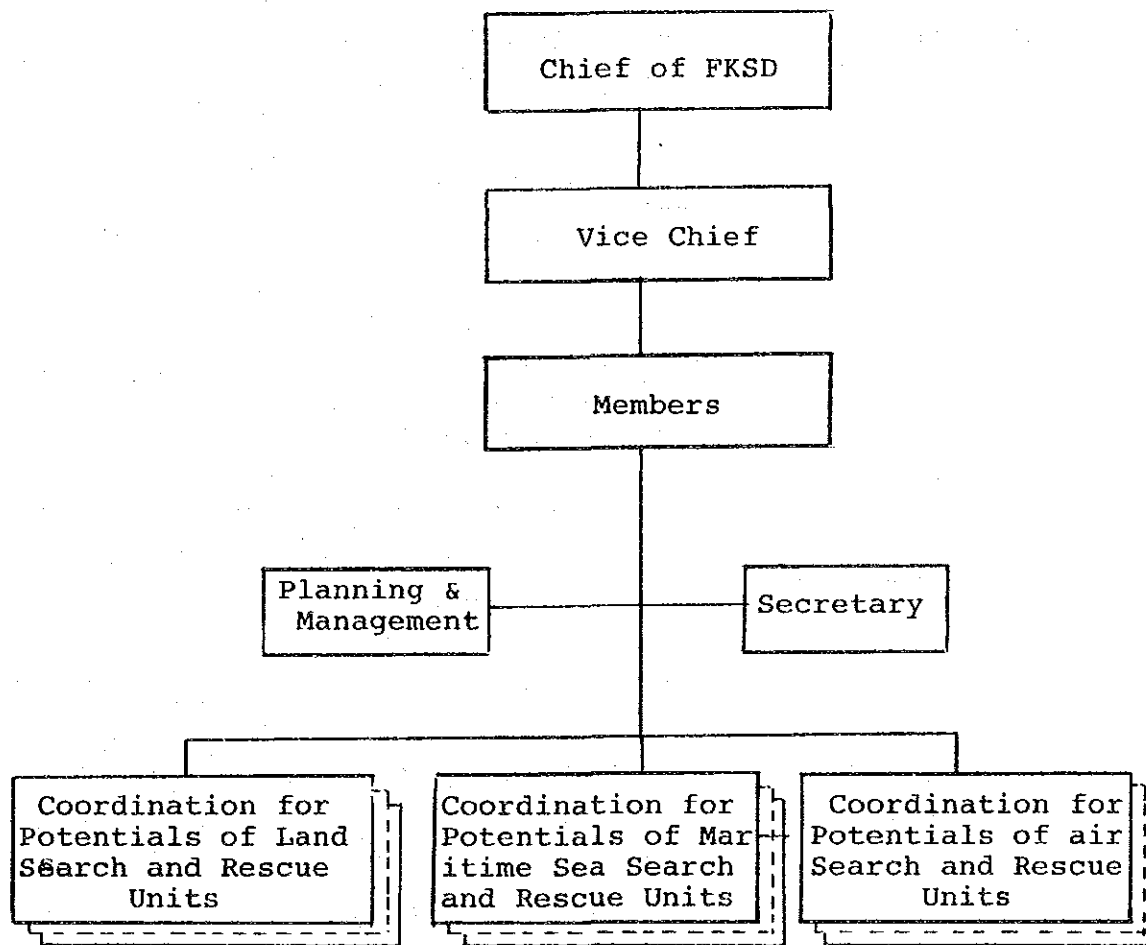 Chief of FKSD
Vice Chief
Members
Planning &
Management
Secretary
Coordination for
Potentials of Land
Search and Rescue
Units
Coordination for
Potentials of Mar
itime Sea Search
and Rescue Units
Coordination for
Potentials of air
Search and Rescue
Units